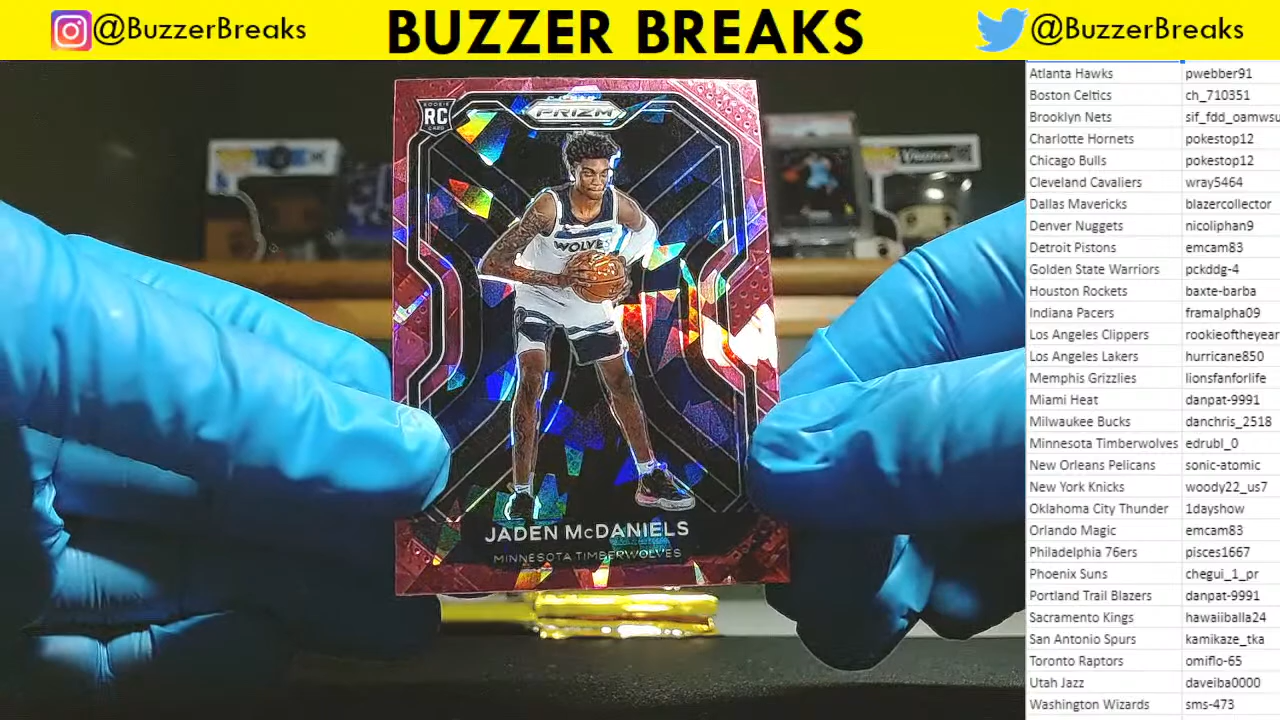 @BuzzerBreaks
BUZZER BREAKS
@BuzzerBreaks
ROOKIE
RC
CARD
PRIZM
WOLVES
JADEN McDANIELS
MINNESOTA TIMBERWOLVES
Atlanta Hawks pwebber91
Boston Celtics ch_710351
Brooklyn Nets sif_fdd_oamwsu
Charlotte Hornets pokestop12
Chicago Bulls pokestop12
Cleveland Cavaliers wray5464
Dallas Mavericks blazercollector
Denver Nuggets nicoliphan9
Detroit Pistons emcam83
Golden State Warriors pckddg-4
Houston Rockets baxte-barba
Indiana Pacers framalpha09
Los Angeles Clippers rookieoftheyear
Los Angeles Lakers hurricane850
Memphis Grizzlies lionsfanforlife
Miami Heat danpat-9991
Milwaukee Bucks danchris_2518
Minnesota Timberwolves edrubl_0
New Orleans Pelicans sonic-atomic
New York Knicks woody22_us7
Oklahoma City Thunder 1dayshow
Orlando Magic emcam83
Philadelphia 76ers pisces1667
Phoenix Suns chegui_1_pr
Portland Trail Blazers danpat-9991
Sacramento Kings hawaiiballa24
San Antonio Spurs kamikaze_tka
Toronto Raptors omiflo-65
Utah Jazz daveiba0000
Washington Wizards sms-473